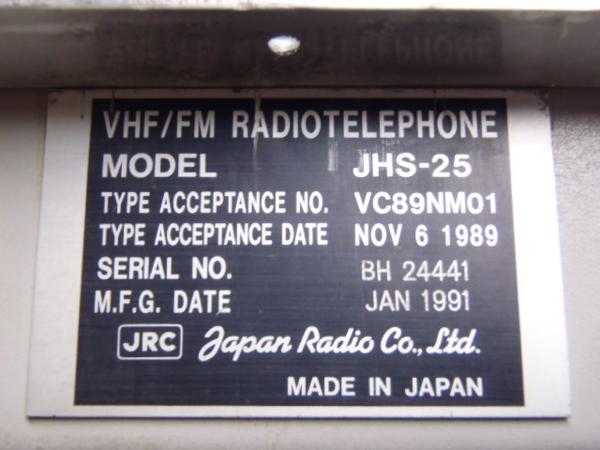 VHF/FM RADIOTELEPHONE
MODEL JHS-25
TYPE ACCEPTANCE NO. VC89NM01
TYPE ACCEPTANCE DATE NOV 6 1989
SERIAL NO. BH 24441
M.F.G. DATE JAN 1991
JRC Japan Radio Co., Ltd.
MADE IN JAPAN